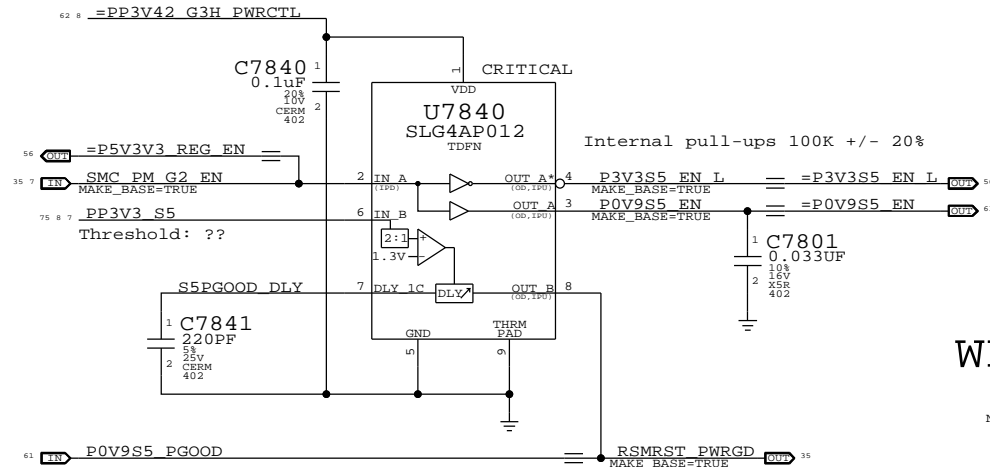 62 8 =PP3V42_G3H_PWRCTL
C7840 1
0.1uF
20%
10V 2
CERM
402
1
VDD
CRITICAL
U7840
SLG4AP012
TDFN
Internal pull-ups 100K +/- 20%
56 OUT =P5V3V3_REG_EN
35 7 IN SMC_PM_G2_EN 2 IN_A OUT_A* 4 P3V3S5_EN_L =P3V3S5_EN_L OUT
MAKE_BASE=TRUE (IPD) (OD,IPU) MAKE_BASE=TRUE
OUT_A 3 P0V9S5_EN =P0V9S5_EN OUT
(OD,IPU) MAKE_BASE=TRUE
75 8 7 PP3V3_S5 6 IN_B
Threshold: ??
2:1 +
1.3V -
1 C7801
0.033UF
10%
16V
2 X5R
402
S5PGOOD_DLY 7 DLY_1C DLY OUT_B 8
(OD,IPU)
1 C7841
220PF
5%
25V
2 CERM
402
GND THRM
PAD
5 9
61 IN P0V9S5_PGOOD RSMRST_PWRGD OUT 35
MAKE_BASE=TRUE